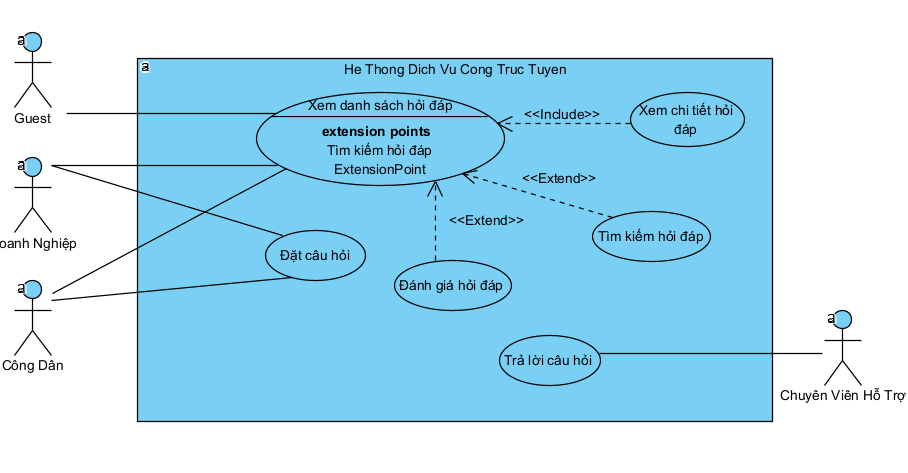 a
a
He Thong Dich Vu Cong Truc Tuyen
Guest
Xem danh sách hỏi đáp
extension points
Tìm kiếm hỏi đáp
ExtensionPoint
<<Include>>
Xem chi tiết hỏi
đáp
a
oanh Nghiệp
<<Extend>>
<<Extend>>
Tìm kiếm hỏi đáp
Đặt câu hỏi
Đánh giá hỏi đáp
a
Công Dân
Trả lời câu hỏi
a
Chuyên Viên Hỗ Trợ